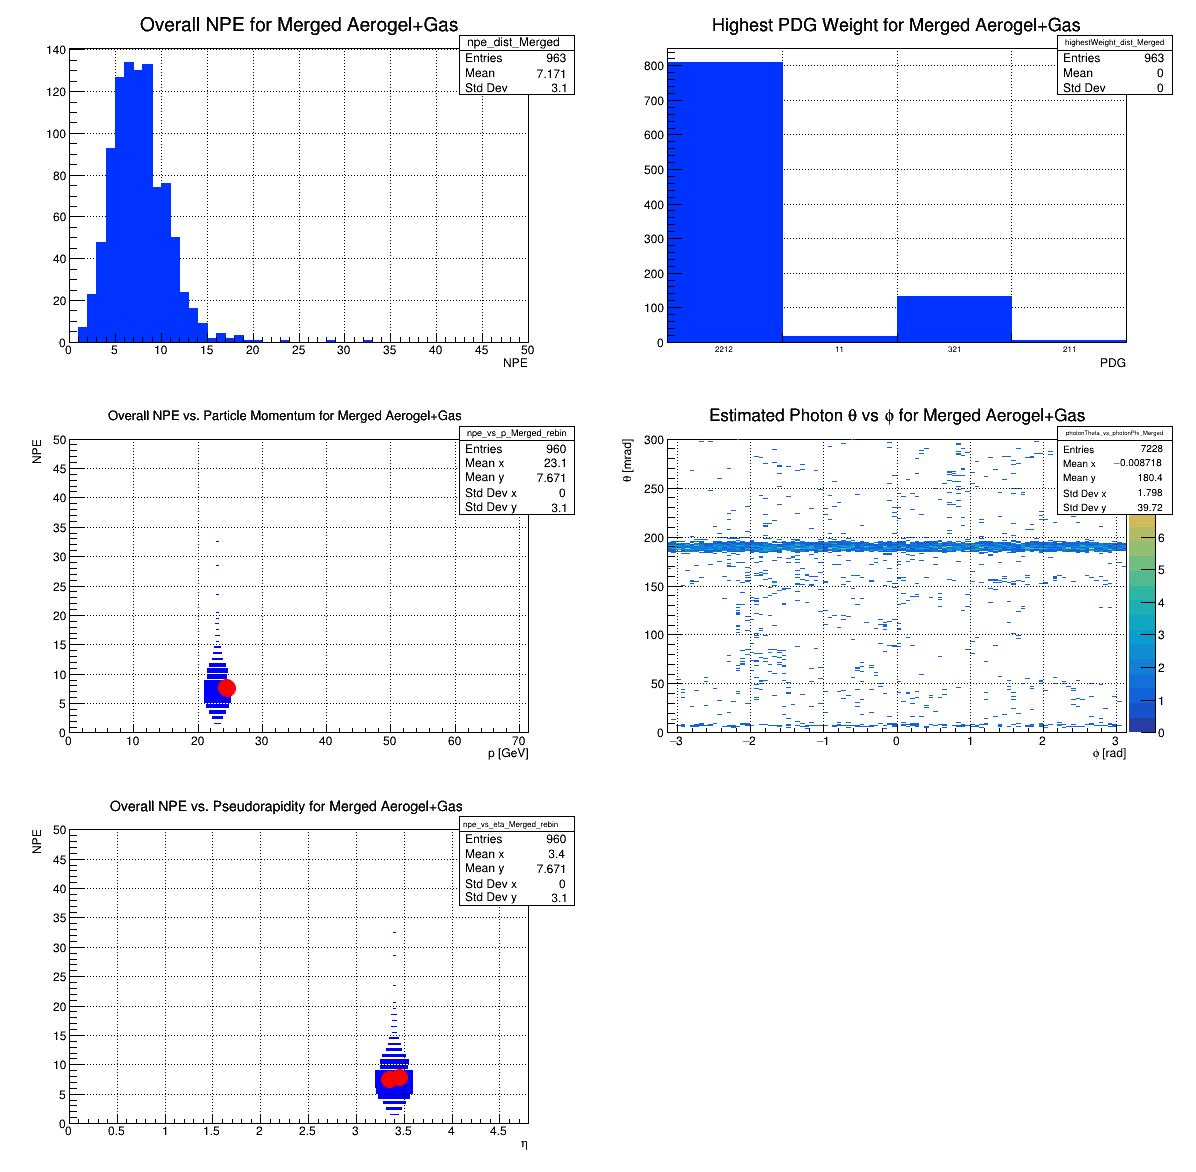 Overall NPE for Merged Aerogel+Gas
npe_dist_Merged
Entries 963
Mean 7.171
Std Dev 3.1
140
120
100
80
60
40
20
0
0 5 10 15 20 25 30 35 40 45 50
NPE
Highest PDG Weight for Merged Aerogel+Gas
highestWeight_dist_Merged
Entries 963
Mean 0
Std Dev 0
800
700
600
500
400
300
200
100
0
2212 11 321 211
PDG
Overall NPE vs. Particle Momentum for Merged Aerogel+Gas
npe_vs_p_Merged_rebin
Entries 960
Mean x 23.1
Mean y 7.671
Std Dev x 0
Std Dev y 3.1
NPE
50
45
40
35
30
25
20
15
10
5
0
0 10 20 30 40 50 60 70
p [GeV]
Estimated Photon θ vs ϕ for Merged Aerogel+Gas
photonTheta_vs_photonPhi_Merged
Entries 7228
Mean x −0.008718
Mean y 180.4
Std Dev x 1.798
Std Dev y 39.72
θ [mrad]
300
250
200
150
100
50
0
−3 −2 −1 0 1 2 3
ϕ [rad]
6
5
4
3
2
1
0
Overall NPE vs. Pseudorapidity for Merged Aerogel+Gas
npe_vs_eta_Merged_rebin
Entries 960
Mean x 3.4
Mean y 7.671
Std Dev x 0
Std Dev y 3.1
NPE
50
45
40
35
30
25
20
15
10
5
0
0 0.5 1 1.5 2 2.5 3 3.5 4 4.5
η